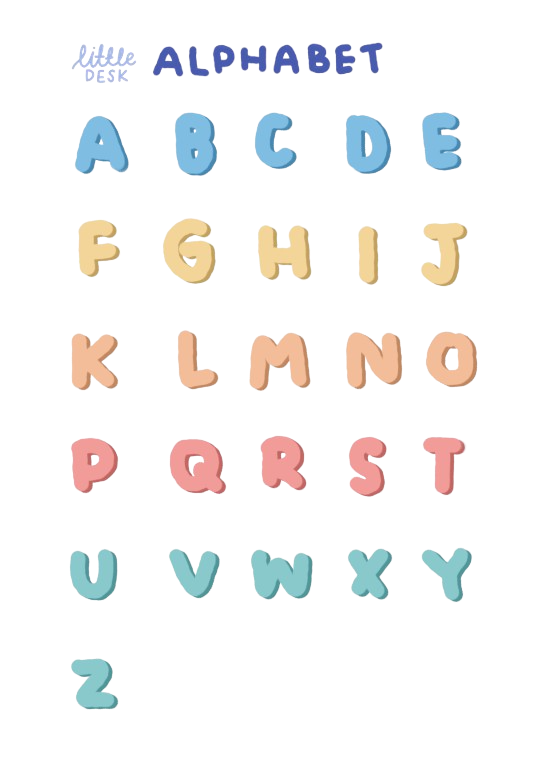 little
DESK
ALPHABET
A B C D E
F G H I J
K L M N O
P Q R S T
U V W X Y
Z